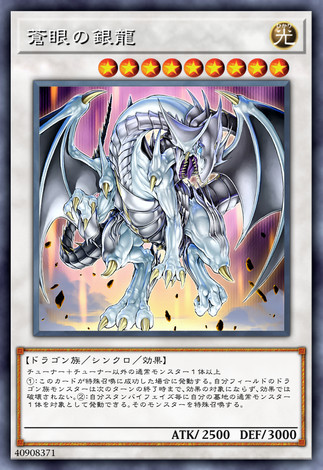 蒼眼の銀龍
光
【ドラゴン族／シンクロ／効果】
チューナー＋チューナー以外の通常モンスター１体以上
①：このカードが特殊召喚に成功した場合に発動する。自分フィールドのドラ
ゴン族モンスターは次のターンの終了時まで、効果の対象にならず、効果では
破壊されない。②：自分スタンバイフェイズ毎に自分の墓地の通常モンスター
１体を対象として発動できる。そのモンスターを特殊召喚する。
ATK/ 2500 DEF/3000
40908371